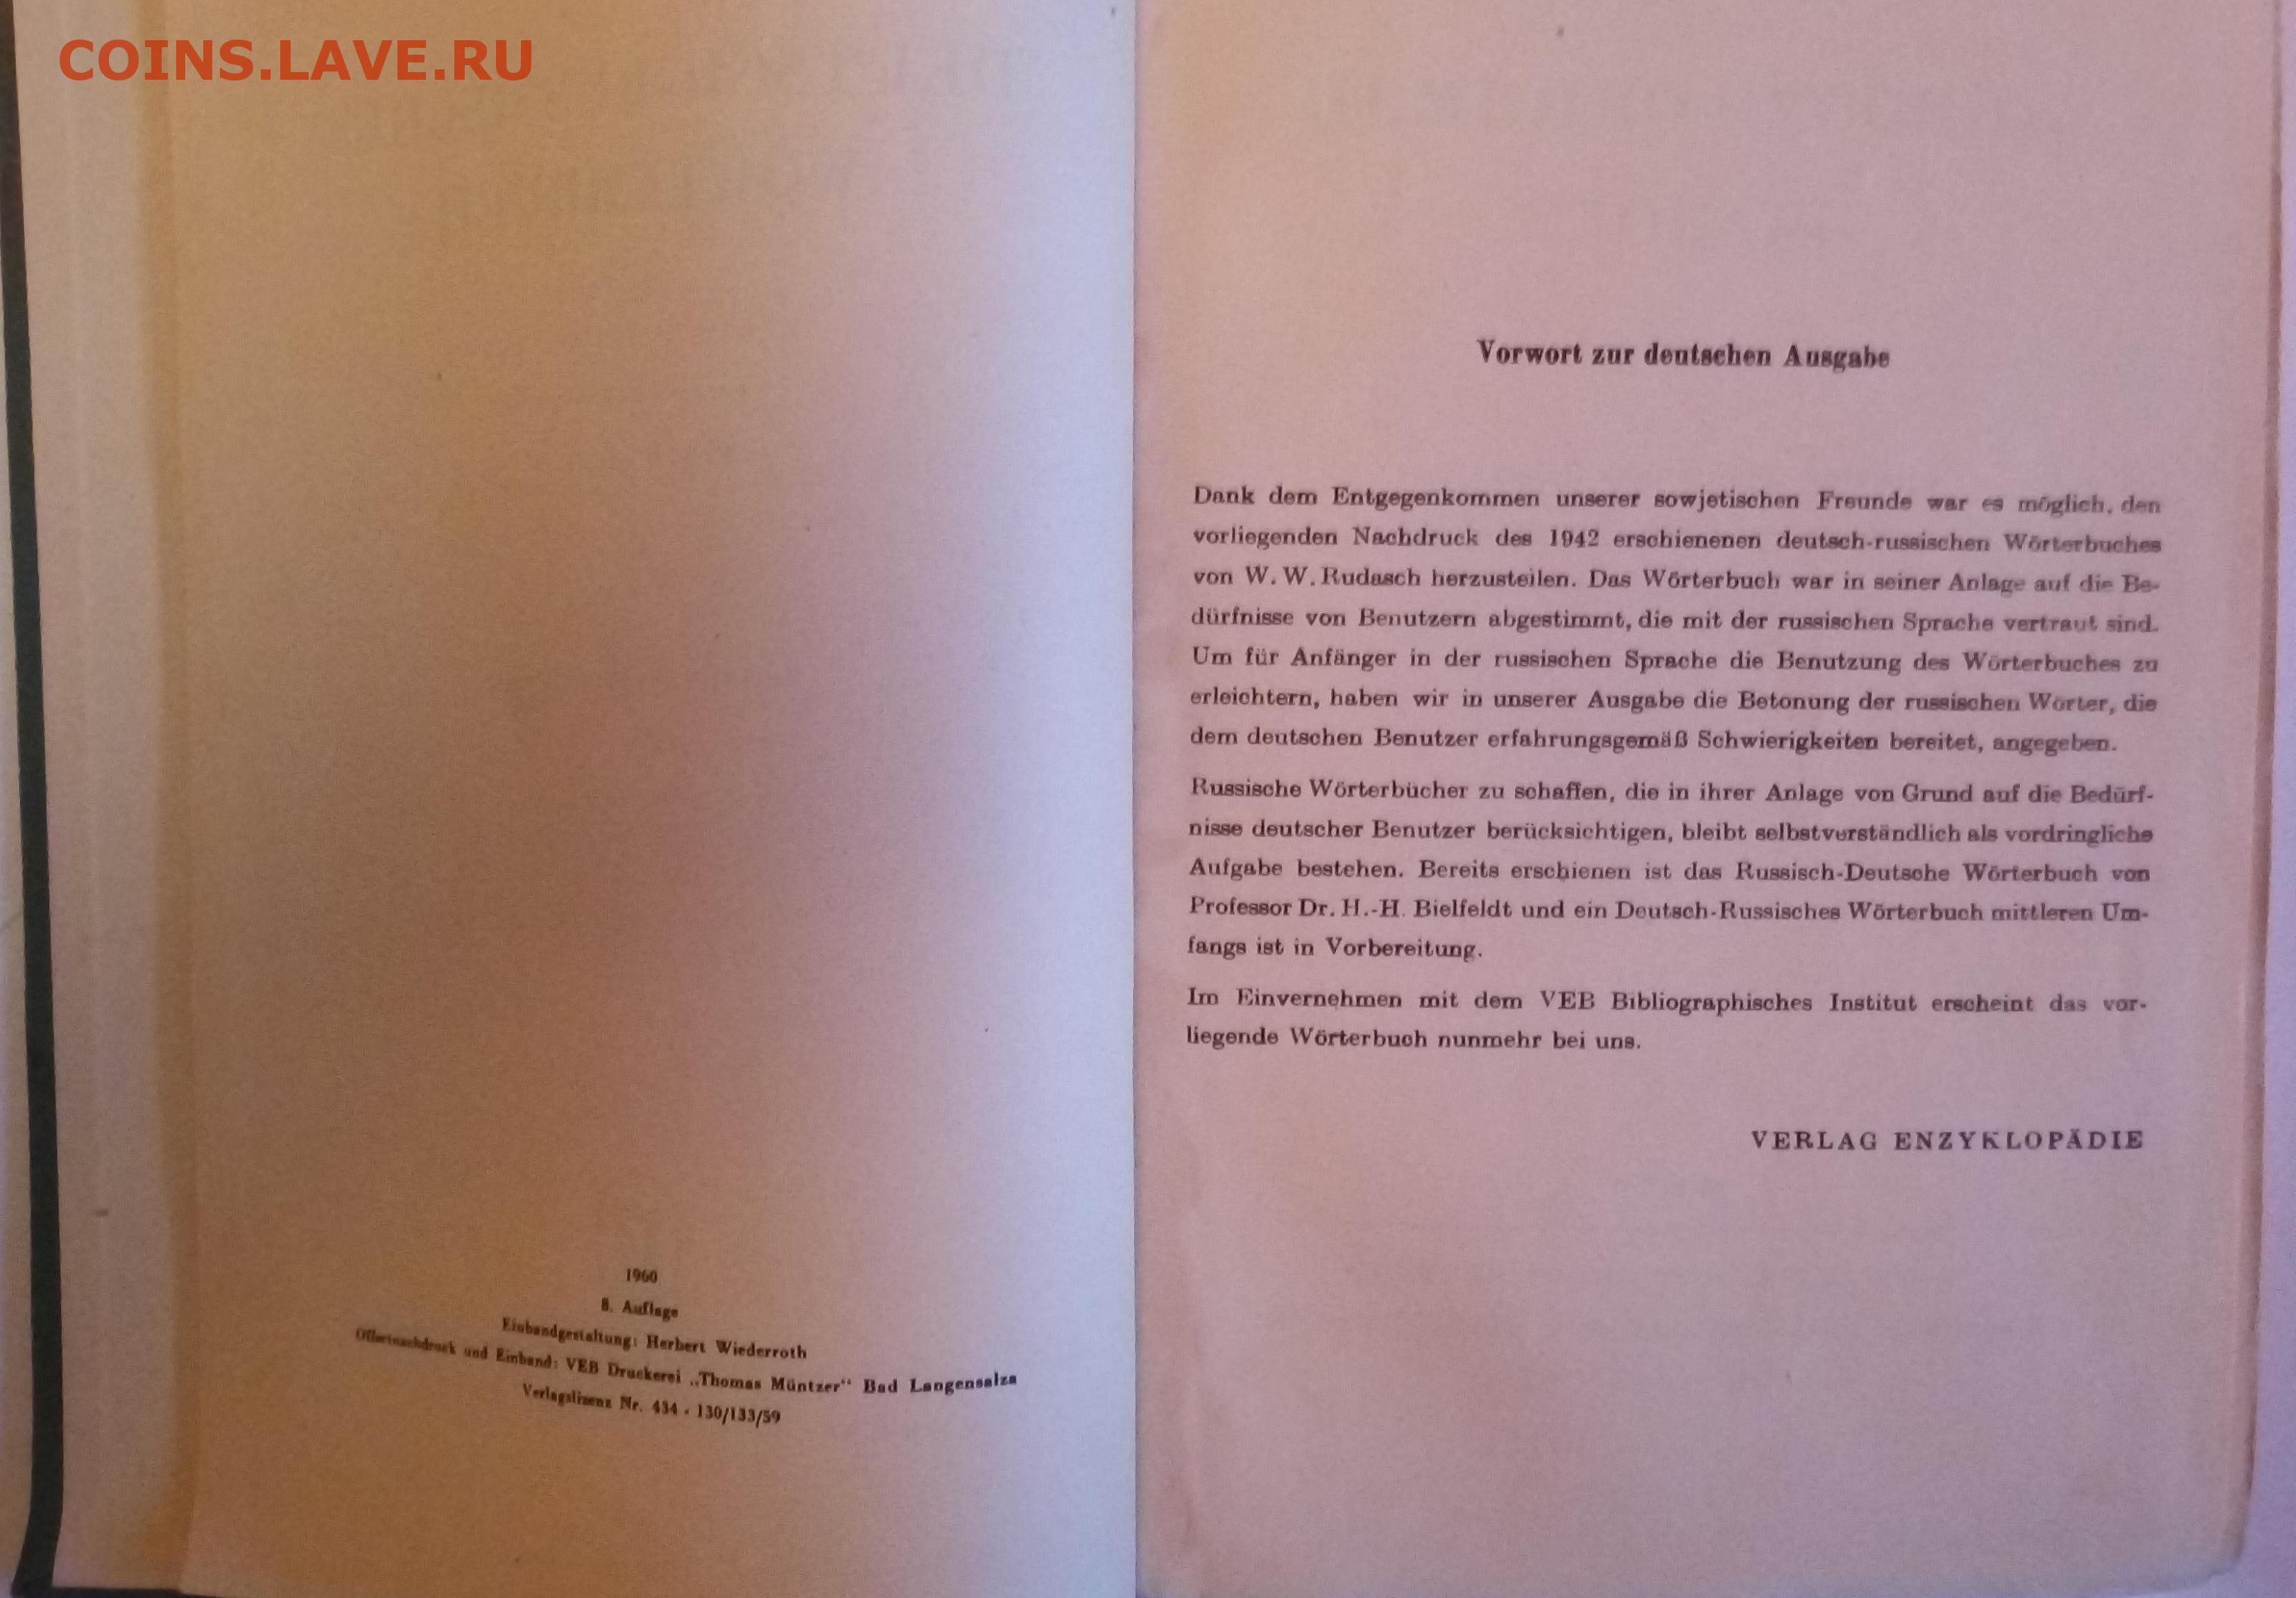 COINS.LAVE.RU
1960
8. Auflage
Einbandgestaltung: Herbert Wiederroth
Offsetnachdruck und Einband: VEB Druckerei „Thomas Müntzer“ Bad Langensalza
Verlagslizenz Nr. 434 - 130/133/59
Vorwort zur deutschen Ausgabe
Dank dem Entgegenkommen unserer sowjetischen Freunde war es möglich, den
vorliegenden Nachdruck des 1942 erschienenen deutsch-russischen Wörterbuches
von W. W. Rudasch herzustellen. Das Wörterbuch war in seiner Anlage auf die Be-
dürfnisse von Benutzern abgestimmt, die mit der russischen Sprache vertraut sind.
Um für Anfänger in der russischen Sprache die Benutzung des Wörterbuches zu
erleichtern, haben wir in unserer Ausgabe die Betonung der russischen Wörter, die
dem deutschen Benutzer erfahrungsgemäß Schwierigkeiten bereitet, angegeben.
Russische Wörterbücher zu schaffen, die in ihrer Anlage von Grund auf die Bedürf-
nisse deutscher Benutzer berücksichtigen, bleibt selbstverständlich als vordringliche
Aufgabe bestehen. Bereits erschienen ist das Russisch-Deutsche Wörterbuch von
Professor Dr. H.-H. Bielfeldt und ein Deutsch-Russisches Wörterbuch mittleren Um-
fangs ist in Vorbereitung.
Im Einvernehmen mit dem VEB Bibliographisches Institut erscheint das vor-
liegende Wörterbuch nunmehr bei uns.
VERLAG ENZYKLOPÄDIE